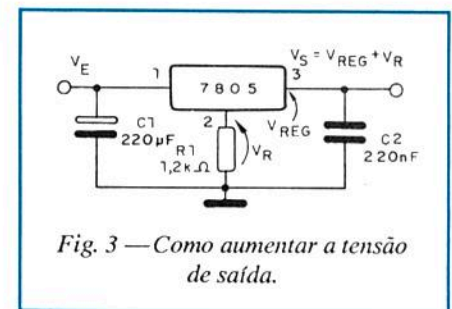 V_E
1
7805
3
V_S = V_REG + V_R
2
C1
220µF
R1
1,2kΩ
V_R
V_REG
C2
220nF
Fig. 3 — Como aumentar a tensão
de saída.